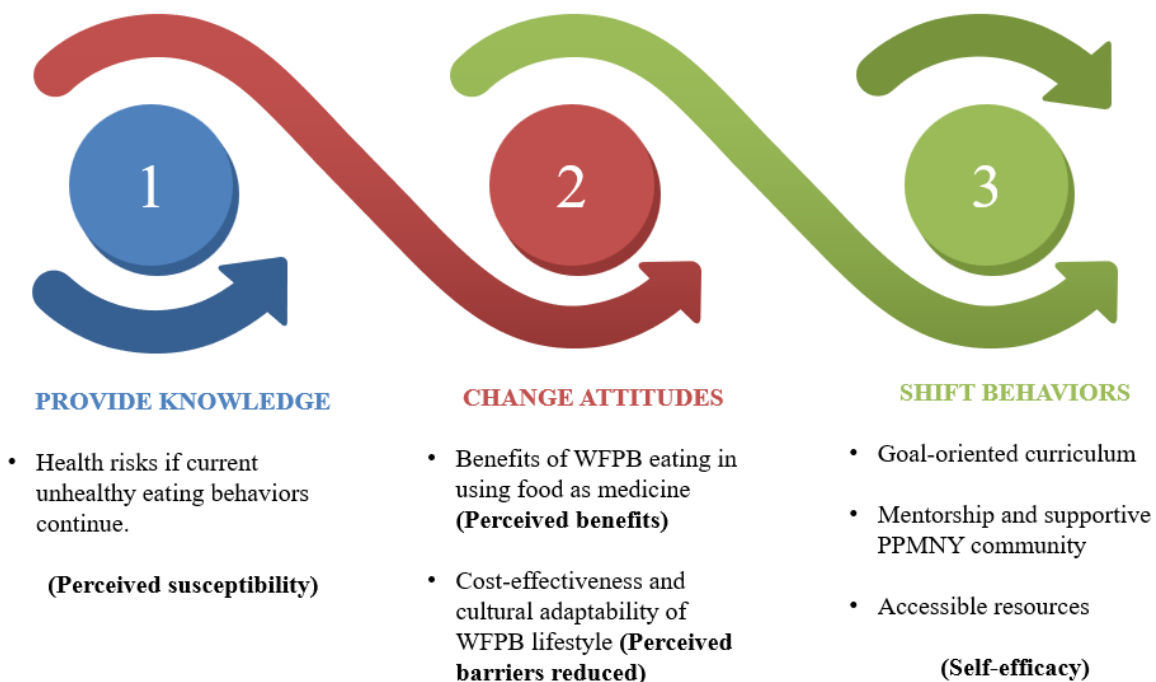 1
2
3
PROVIDE KNOWLEDGE
• Health risks if current
unhealthy eating behaviors
continue.
(Perceived susceptibility)
CHANGE ATTITUDES
• Benefits of WFPB eating in
using food as medicine
(Perceived benefits)
• Cost-effectiveness and
cultural adaptability of
WFPB lifestyle (Perceived
barriers reduced)
SHIFT BEHAVIORS
• Goal-oriented curriculum
• Mentorship and supportive
PPMNY community
• Accessible resources
(Self-efficacy)